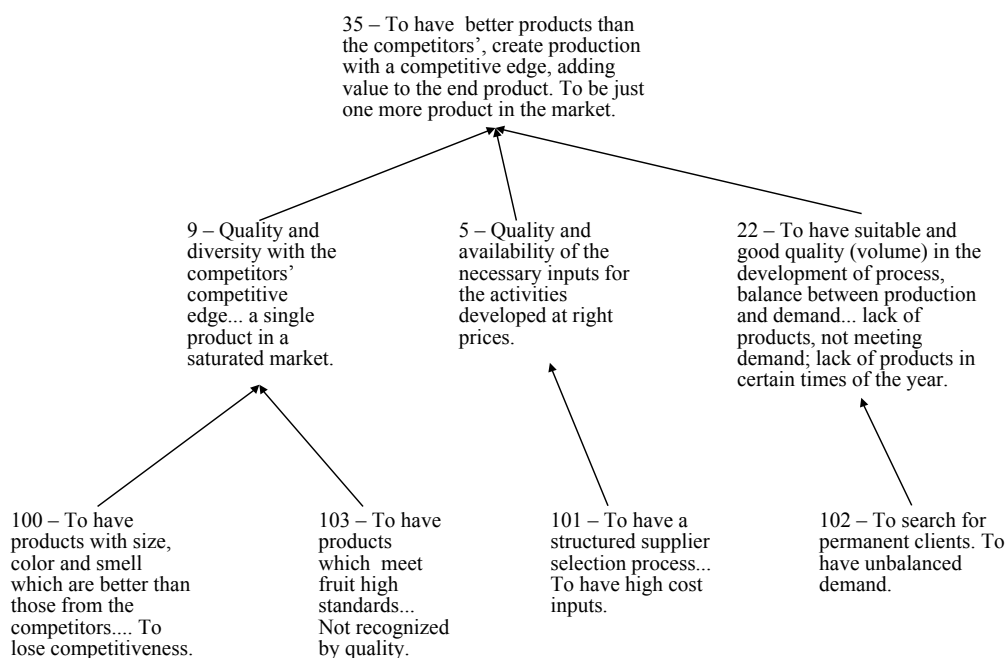 35 – To have  better products than
the competitors’, create production
with a competitive edge, adding
value to the end product. To be just
one more product in the market.
9 – Quality and
diversity with the
competitors’
competitive
edge... a single
product in a
saturated market.
5 – Quality and
availability of the
necessary inputs for
the activities
developed at right
prices.
22 – To have suitable and
good quality (volume) in the
development of process,
balance between production
and demand... lack of
products, not meeting
demand; lack of products in
certain times of the year.
100 – To have
products with size,
color and smell
which are better than
those from the
competitors.... To
lose competitiveness.
103 – To have
products
which  meet
fruit high
standards...
Not recognized
by quality.
101 – To have a
structured supplier
selection process...
To have high cost
inputs.
102 – To search for
permanent clients. To
have unbalanced
demand.